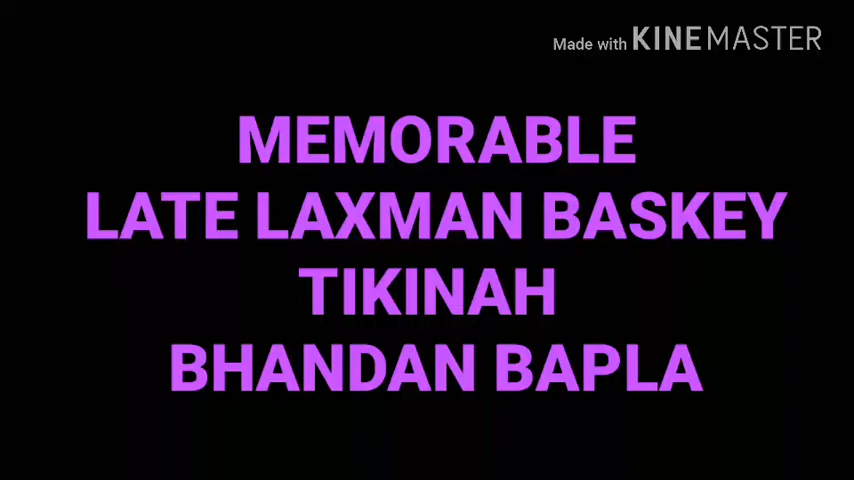 Made with KINEMASTER
MEMORABLE
LATE LAXMAN BASKEY
TIKINAH
BHANDAN BAPLA